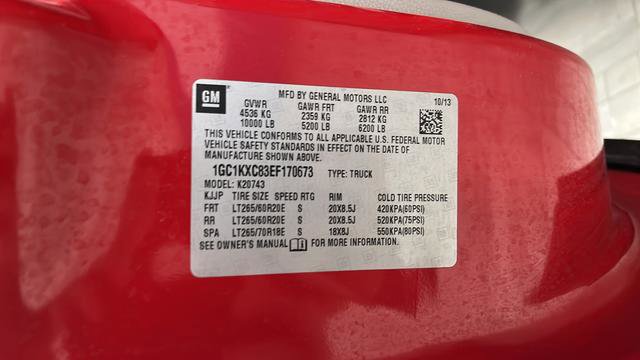 GM
MFD BY GENERAL MOTORS LLC 10/13
GVWR GAWR FRT GAWR RR
4536 KG 2359 KG 2812 KG
10000 LB 5200 LB 6200 LB
THIS VEHICLE CONFORMS TO ALL APPLICABLE U.S. FEDERAL MOTOR
VEHICLE SAFETY STANDARDS IN EFFECT ON THE DATE OF
MANUFACTURE SHOWN ABOVE.
1GC1KXC83EF170673 TYPE: TRUCK
MODEL: K20743
KJJP TIRE SIZE SPEED RTG RIM COLD TIRE PRESSURE
FRT LT265/60R20E S 20X8.5J 420KPA(60PSI)
RR LT265/60R20E S 20X8.5J 520KPA(75PSI)
SPA LT265/70R18E S 18X8J 550KPA(80PSI)
SEE OWNER'S MANUAL FOR MORE INFORMATION.